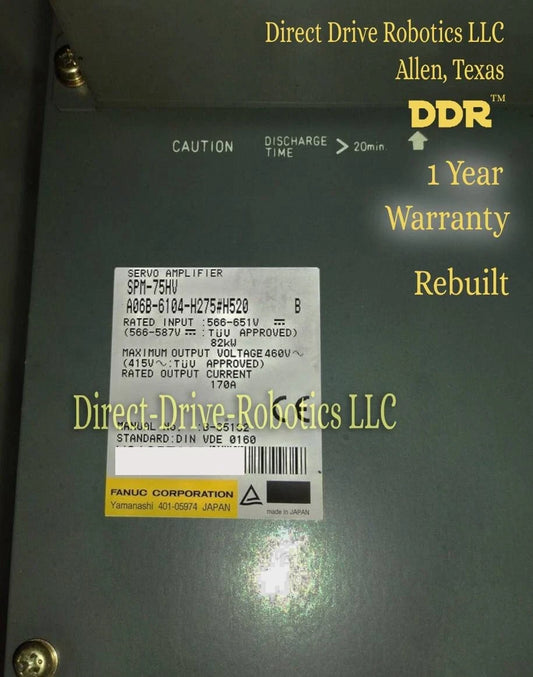 Direct Drive Robotics LLC
Allen, Texas
DDR™
CAUTION DISCHARGE TIME > 20min.
1 Year
Warranty
Rebuilt
SERVO AMPLIFIER
SPM-75HV
A06B-6104-H275#H520 B
RATED INPUT :566-651V ⎓
(566-587V ⎓ :TÜV APPROVED)
82kW
MAXIMUM OUTPUT VOLTAGE 460V~
(415V~:TÜV APPROVED)
RATED OUTPUT CURRENT
170A
CE
Direct-Drive-Robotics LLC
MANUAL NO.
STANDARD:DIN VDE 0160
FANUC CORPORATION
Yamanashi 401-05974 JAPAN
made in JAPAN